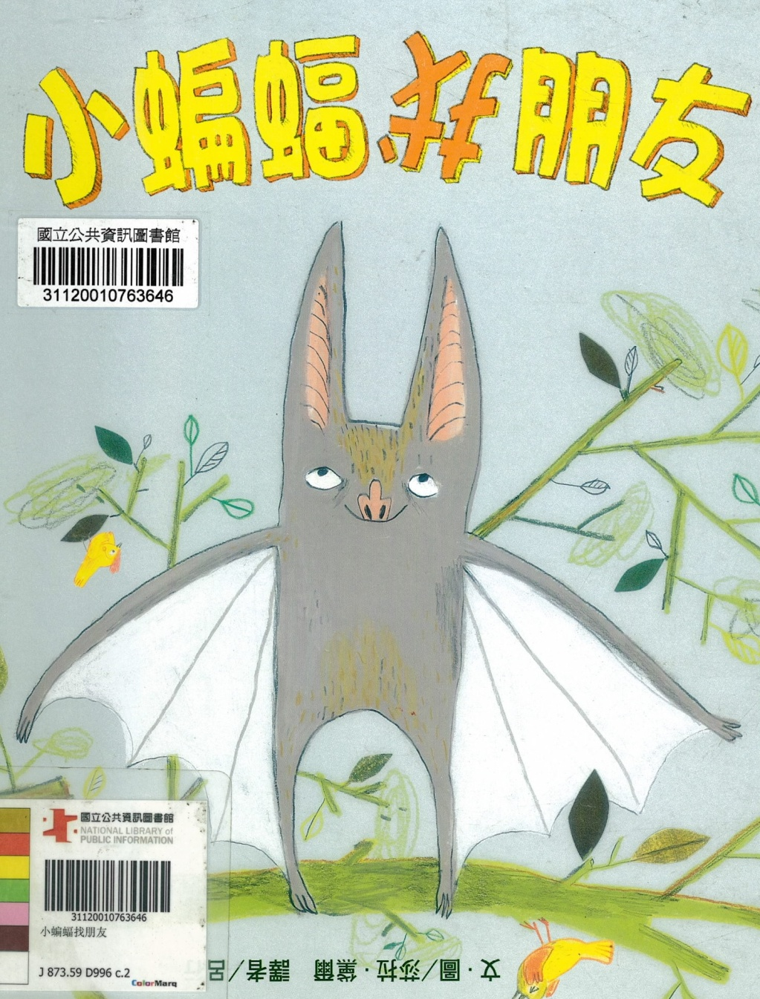 小蝙蝠找朋友
國立公共資訊圖書館
31120010763646
國立公共資訊圖書館
NATIONAL LIBRARY of
PUBLIC INFORMATION
31120010763646
小蝙蝠找朋友
J 873.59 D996 c.2
ColorMarq
文·圖/莎拉·黛爾 譯者/呂